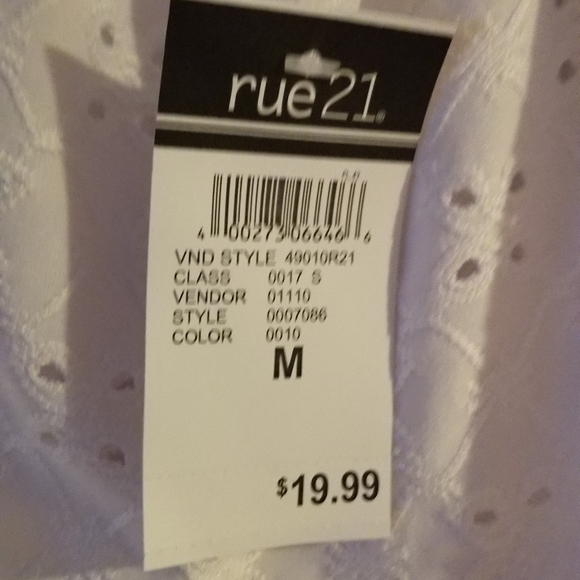 rue21
4 00273 06646 6
VND STYLE 49010R21
CLASS 0017 S
VENDOR 01110
STYLE 0007086
COLOR 0010
M
$19.99